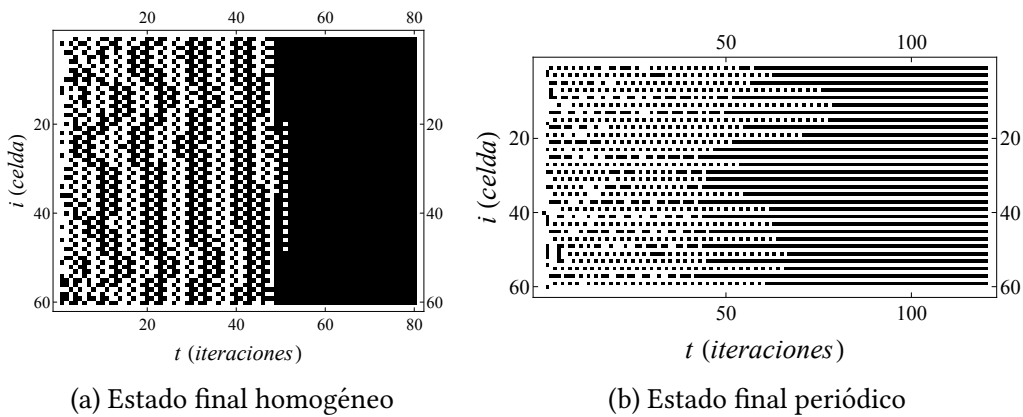 20 40 60 80
20 20
40 40
60 60
20 40 60 80
i (celda)
t (iteraciones)
(a) Estado final homogéneo
50 100
20 20
40 40
60 60
50 100
i (celda)
t (iteraciones)
(b) Estado final periódico